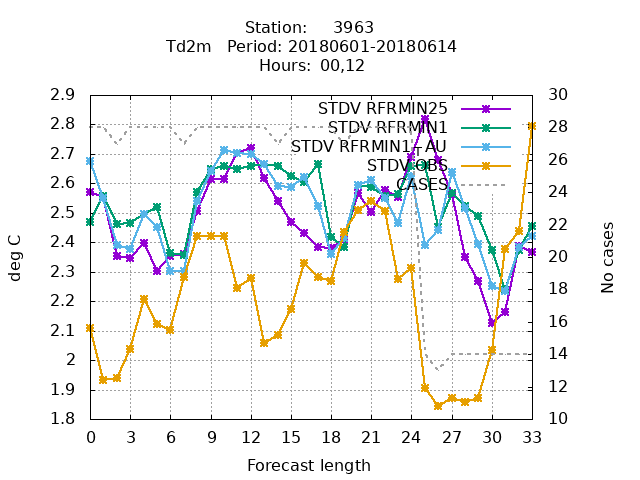 Station: 3963
Td2m Period: 20180601-20180614
Hours: 00,12
STDV RFRMIN25
STDV RFRMIN1
STDV RFRMIN1+AU
STDV OBS
CASES
deg C
2.9
2.8
2.7
2.6
2.5
2.4
2.3
2.2
2.1
2
1.9
1.8
30
28
26
24
22
20
18
16
14
12
10
No cases
0 3 6 9 12 15 18 21 24 27 30 33
Forecast length